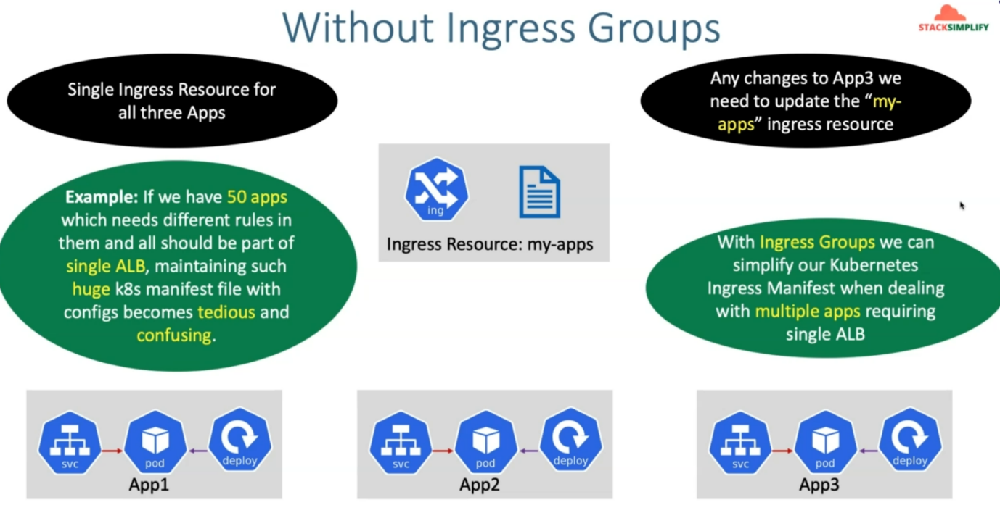 Without Ingress Groups
STACKSIMPLIFY
Single Ingress Resource for
all three Apps
Any changes to App3 we
need to update the “my-
apps” ingress resource
Example: If we have 50 apps
which needs different rules in
them and all should be part of
single ALB, maintaining such
huge k8s manifest file with
configs becomes tedious and
confusing.
ing
Ingress Resource: my-apps
With Ingress Groups we can
simplify our Kubernetes
Ingress Manifest when dealing
with multiple apps requiring
single ALB
svc
pod
deploy
App1
svc
pod
deploy
App2
svc
pod
deploy
App3